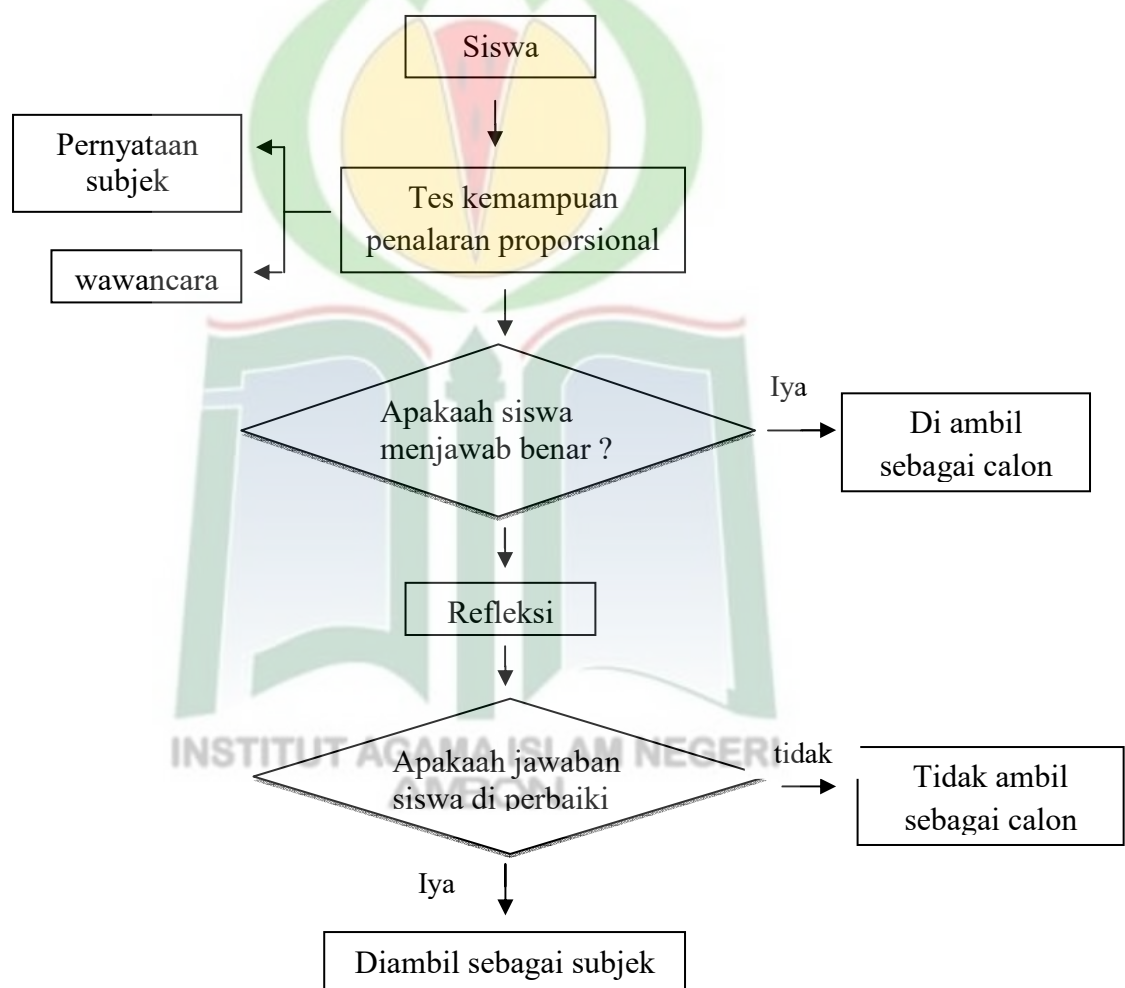 Siswa
Pernyataan
subjek
Tes kemampuan
penalaran proporsional
wawancara
Apakaah siswa
menjawab benar ?
Iya
Di ambil
sebagai calon
Refleksi
INSTITUT AGAMA ISLAM NEGERI
AMBON
Apakaah jawaban
siswa di perbaiki
tidak
Tidak ambil
sebagai calon
Iya
Diambil sebagai subjek